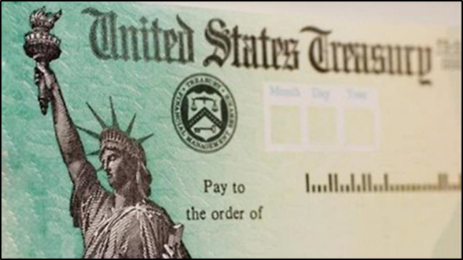 United States Treasury
Month Day Year
Pay to
the order of